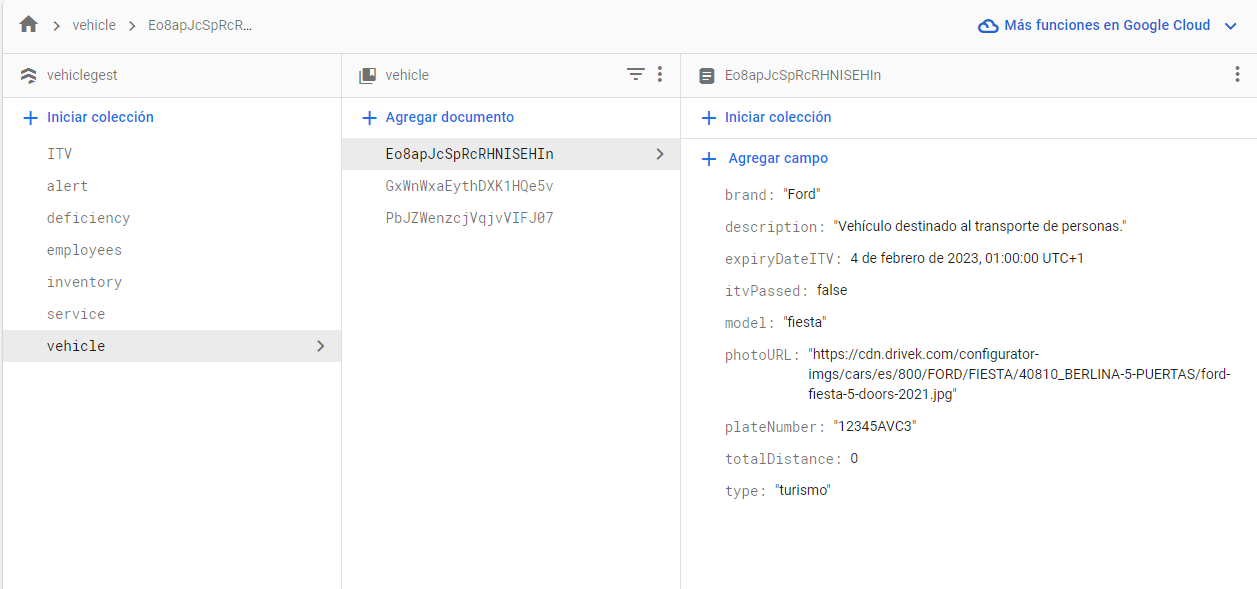 vehicle
Eo8apJcSpRcR...
Más funciones en Google Cloud
vehiclegest
vehicle
Eo8apJcSpRcRHNISEHIn
Iniciar colección
Agregar documento
Iniciar colección
ITV
alert
deficiency
employees
inventory
service
vehicle
Eo8apJcSpRcRHNISEHIn
GxWnWxaEythDXK1HQe5v
PbJZWenzcjVqjvVIFJ07
Agregar campo
brand: "Ford"
description: "Vehículo destinado al transporte de personas."
expiryDateITV: 4 de febrero de 2023, 01:00:00 UTC+1
itvPassed: false
model: "fiesta"
photoURL: "https://cdn.drivek.com/configurator-
imgs/cars/es/800/FORD/FIESTA/40810_BERLINA-5-PUERTAS/ford-
fiesta-5-doors-2021.jpg"
plateNumber: "12345AVC3"
totalDistance: 0
type: "turismo"